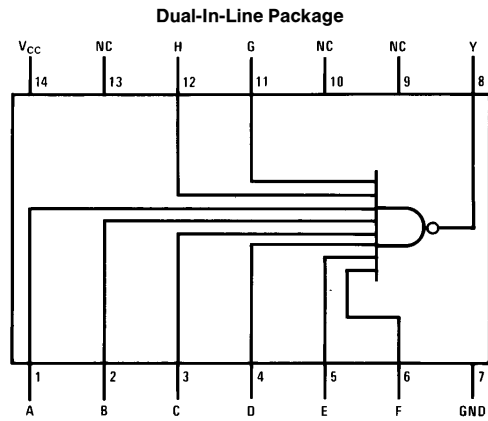 Dual-In-Line Package
VCC NC H G NC NC Y
14 13 12 11 10 9 8
1 2 3 4 5 6 7
A B C D E F GND